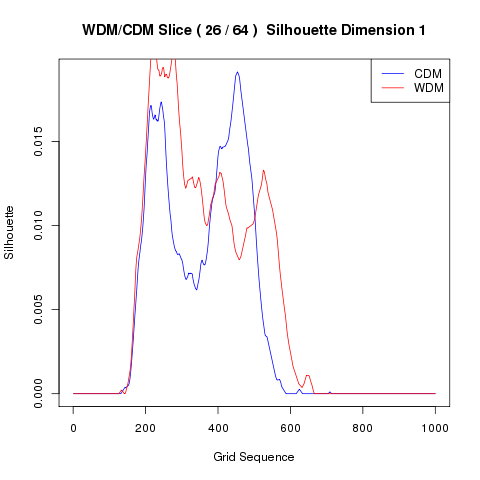 WDM/CDM Slice ( 26 / 64 )  Silhouette Dimension 1
CDM
WDM
Silhouette
0.015
0.010
0.005
0.000
0 200 400 600 800 1000
Grid Sequence